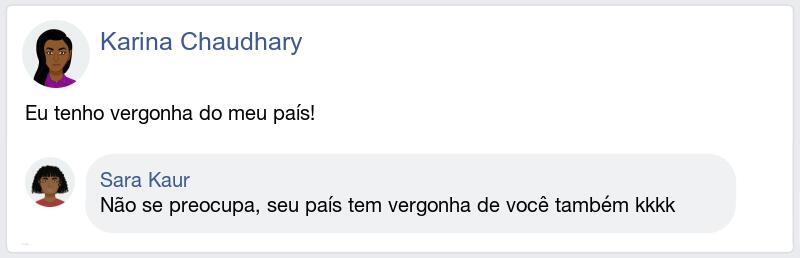 Karina Chaudhary
Eu tenho vergonha do meu país!
Sara Kaur
Não se preocupa, seu país tem vergonha de você também kkkk